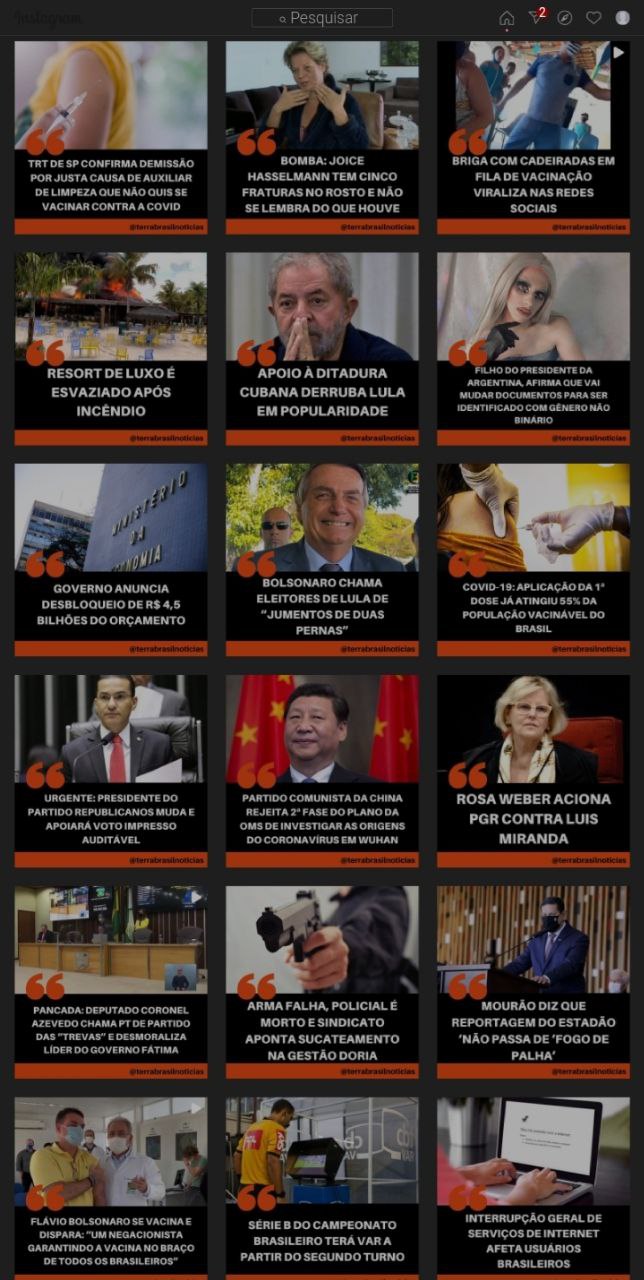 Instagram
Pesquisar
2
TRT DE SP CONFIRMA DEMISSÃO
POR JUSTA CAUSA DE AUXILIAR
DE LIMPEZA QUE NÃO QUIS SE
VACINAR CONTRA A COVID
@terrabrasilnoticias
BOMBA: JOICE
HASSELMANN TEM CINCO
FRATURAS NO ROSTO E NÃO
SE LEMBRA DO QUE HOUVE
@terrabrasilnoticias
BRIGA COM CADEIRADAS EM
FILA DE VACINAÇÃO
VIRALIZA NAS REDES
SOCIAIS
@terrabrasilnoticias
RESORT DE LUXO É
ESVAZIADO APÓS
INCÊNDIO
@terrabrasilnoticias
APOIO À DITADURA
CUBANA DERRUBA LULA
EM POPULARIDADE
@terrabrasilnoticias
FILHO DO PRESIDENTE DA
ARGENTINA, AFIRMA QUE VAI
MUDAR DOCUMENTOS PARA SER
IDENTIFICADO COM GÊNERO NÃO
BINÁRIO
@terrabrasilnoticias
MINISTÉRIO
DA
ECONOMIA
GOVERNO ANUNCIA
DESBLOQUEIO DE R$ 4,5
BILHÕES DO ORÇAMENTO
@terrabrasilnoticias
BOLSONARO CHAMA
ELEITORES DE LULA DE
“JUMENTOS DE DUAS
PERNAS”
@terrabrasilnoticias
COVID-19: APLICAÇÃO DA 1ª
DOSE JÁ ATINGIU 55% DA
POPULAÇÃO VACINÁVEL DO
BRASIL
@terrabrasilnoticias
URGENTE: PRESIDENTE DO
PARTIDO REPUBLICANOS MUDA E
APOIARÁ VOTO IMPRESSO
AUDITÁVEL
@terrabrasilnoticias
PARTIDO COMUNISTA DA CHINA
REJEITA 2ª FASE DO PLANO DA
OMS DE INVESTIGAR AS ORIGENS
DO CORONAVÍRUS EM WUHAN
@terrabrasilnoticias
ROSA WEBER ACIONA
PGR CONTRA LUIS
MIRANDA
@terrabrasilnoticias
PANCADA: DEPUTADO CORONEL
AZEVEDO CHAMA PT DE PARTIDO
DAS “TREVAS” E DESMORALIZA
LÍDER DO GOVERNO FÁTIMA
@terrabrasilnoticias
ARMA FALHA, POLICIAL É
MORTO E SINDICATO
APONTA SUCATEAMENTO
NA GESTÃO DORIA
@terrabrasilnoticias
MOURÃO DIZ QUE
REPORTAGEM DO ESTADÃO
‘NÃO PASSA DE ‘FOGO DE
PALHA’
@terrabrasilnoticias
FLÁVIO BOLSONARO SE VACINA E
DISPARA: “UM NEGACIONISTA
GARANTINDO A VACINA NO BRAÇO
DE TODOS OS BRASILEIROS”
cbf
VAR
SÉRIE B DO CAMPEONATO
BRASILEIRO TERÁ VAR A
PARTIR DO SEGUNDO TURNO
INTERRUPÇÃO GERAL DE
SERVIÇOS DE INTERNET
AFETA USUÁRIOS
BRASILEIROS